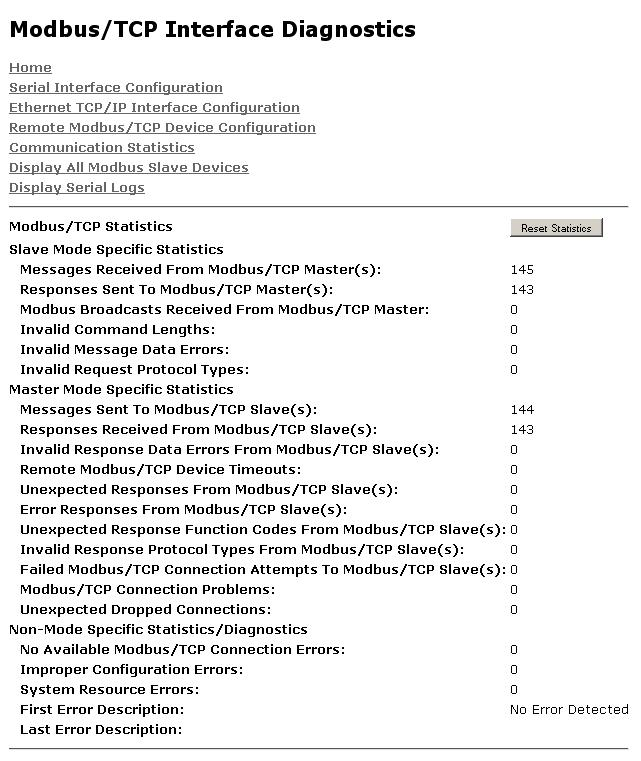 Modbus/TCP Interface Diagnostics
Home
Serial Interface Configuration
Ethernet TCP/IP Interface Configuration
Remote Modbus/TCP Device Configuration
Communication Statistics
Display All Modbus Slave Devices
Display Serial Logs
Modbus/TCP Statistics Reset Statistics
Slave Mode Specific Statistics
Messages Received From Modbus/TCP Master(s): 145
Responses Sent To Modbus/TCP Master(s): 143
Modbus Broadcasts Received From Modbus/TCP Master: 0
Invalid Command Lengths: 0
Invalid Message Data Errors: 0
Invalid Request Protocol Types: 0
Master Mode Specific Statistics
Messages Sent To Modbus/TCP Slave(s): 144
Responses Received From Modbus/TCP Slave(s): 143
Invalid Response Data Errors From Modbus/TCP Slave(s): 0
Remote Modbus/TCP Device Timeouts: 0
Unexpected Responses From Modbus/TCP Slave(s): 0
Error Responses From Modbus/TCP Slave(s): 0
Unexpected Response Function Codes From Modbus/TCP Slave(s): 0
Invalid Response Protocol Types From Modbus/TCP Slave(s): 0
Failed Modbus/TCP Connection Attempts To Modbus/TCP Slave(s): 0
Modbus/TCP Connection Problems: 0
Unexpected Dropped Connections: 0
Non-Mode Specific Statistics/Diagnostics
No Available Modbus/TCP Connection Errors: 0
Improper Configuration Errors: 0
System Resource Errors: 0
First Error Description: No Error Detected
Last Error Description: